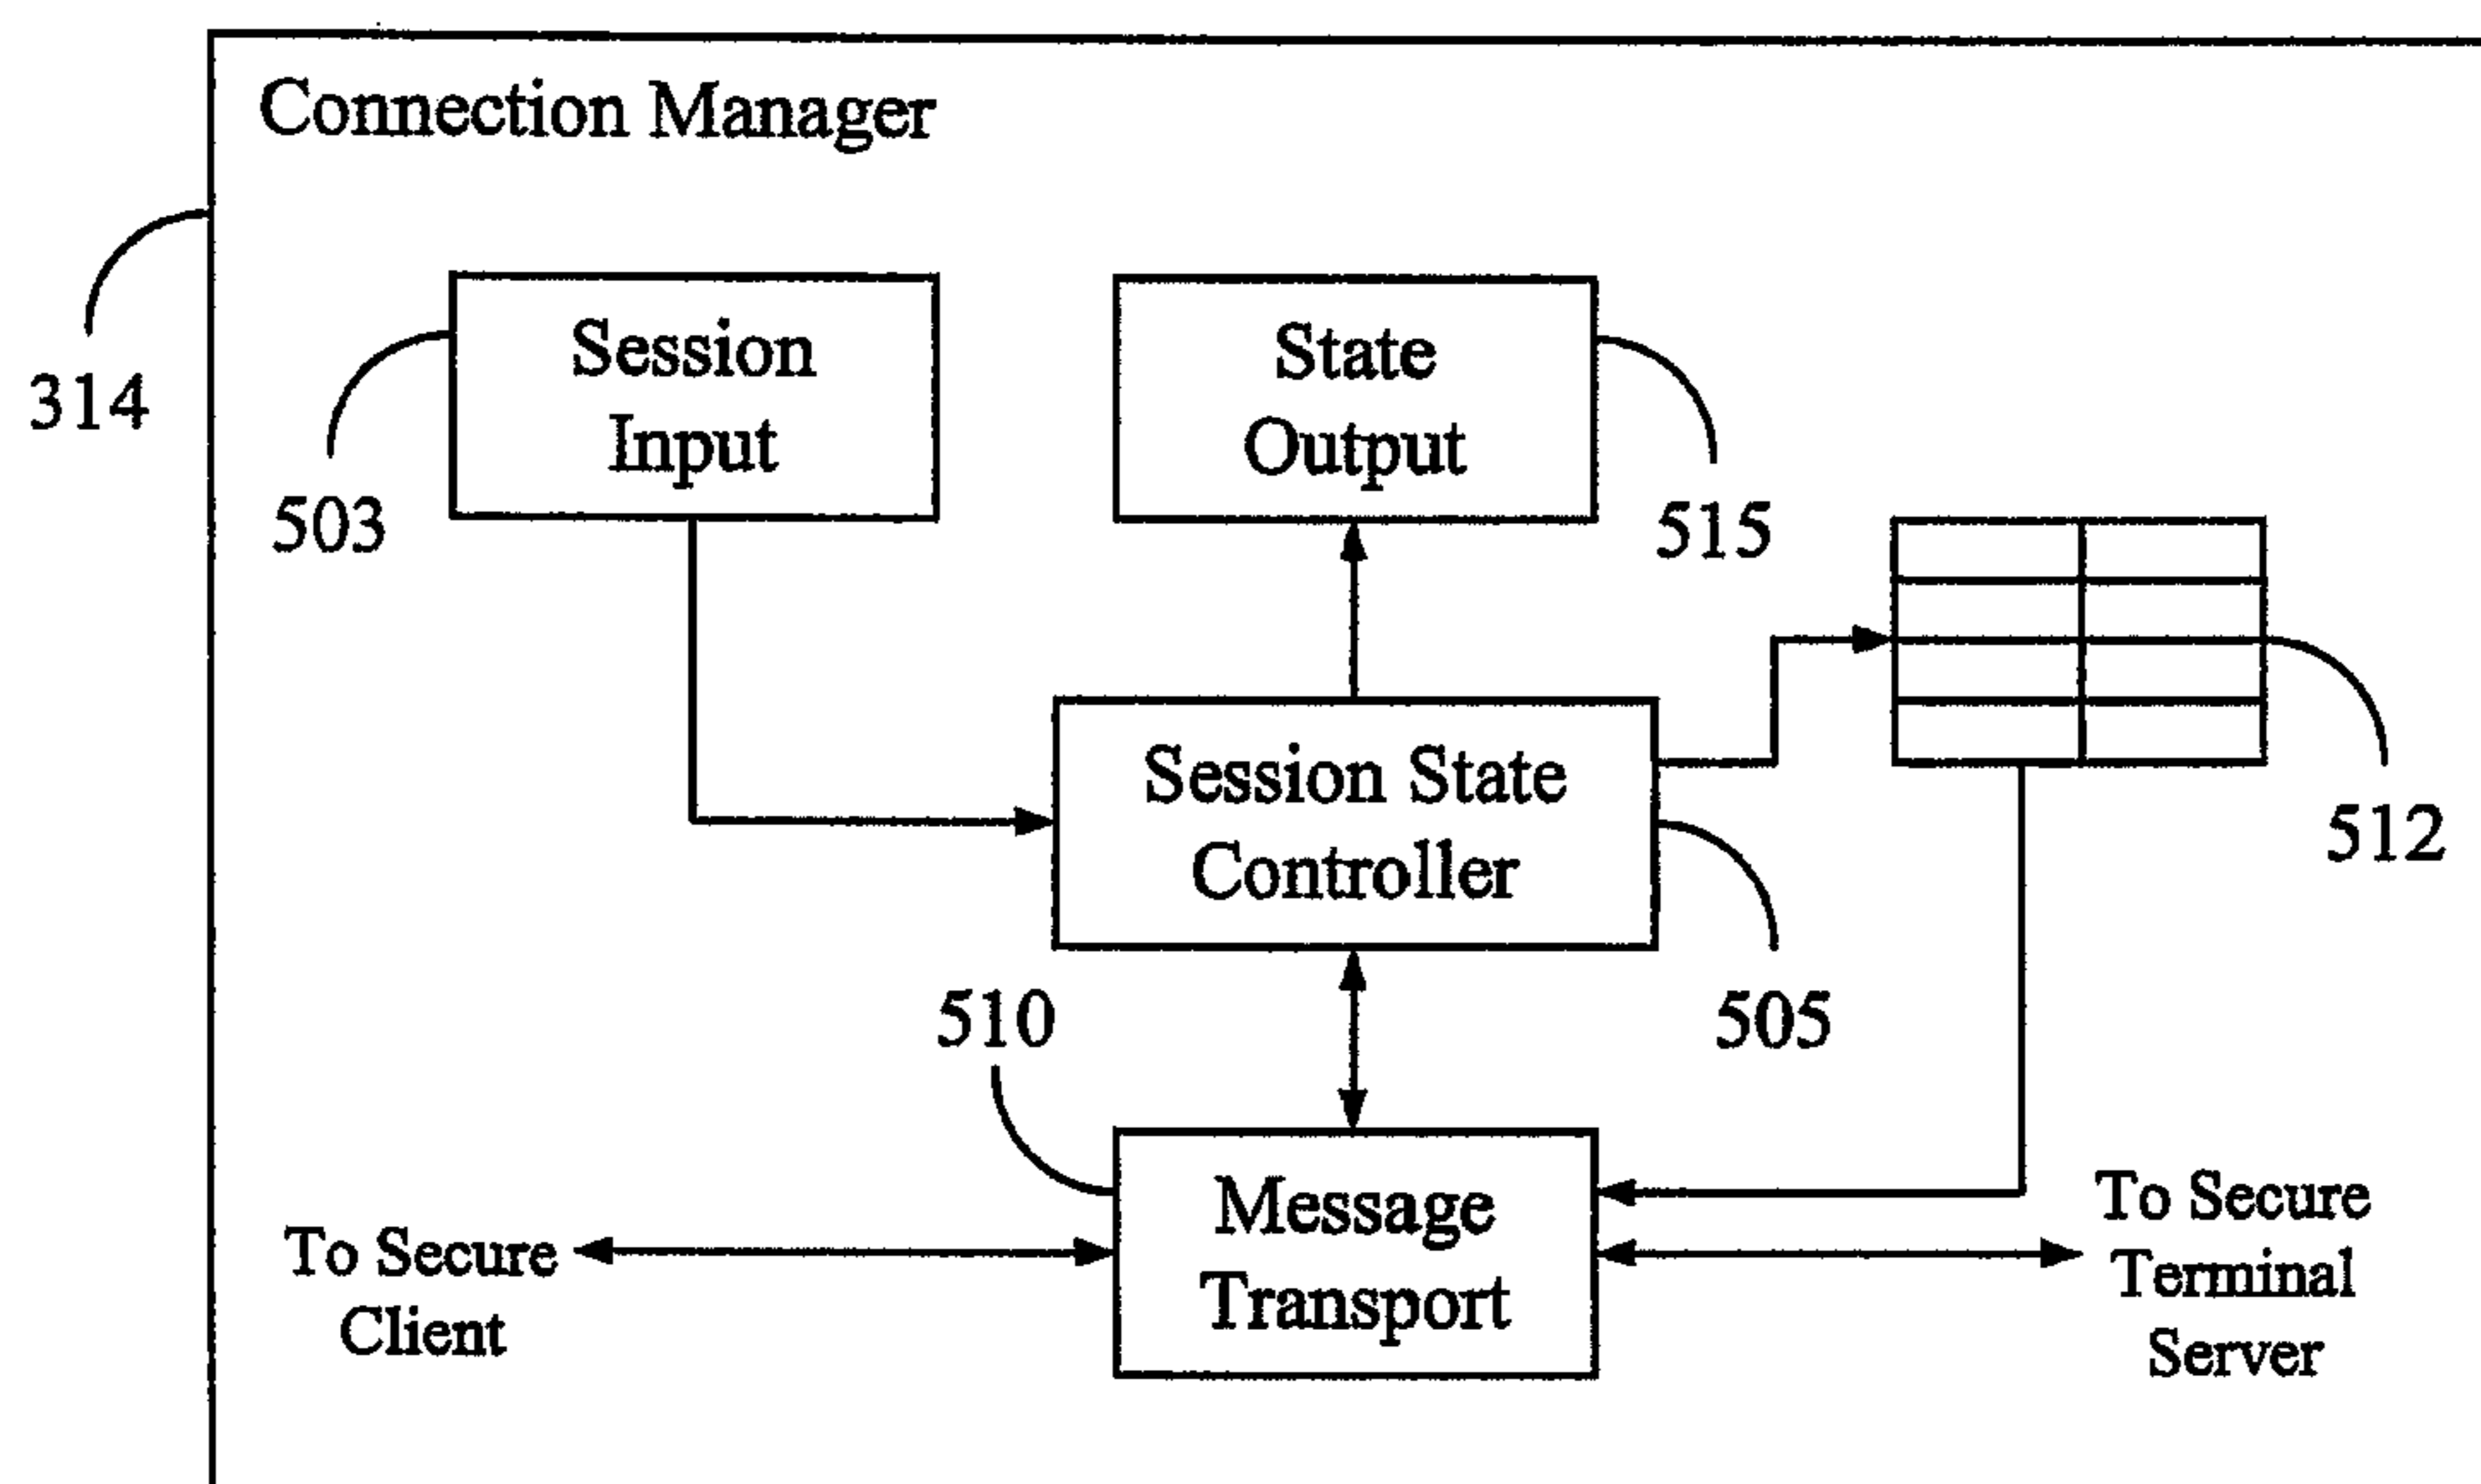 Connection Manager
314
Session
Input
503
State
Output
515
512
Session State
Controller
505
510
Message
Transport
To Secure
Client
To Secure
Terminal
Server